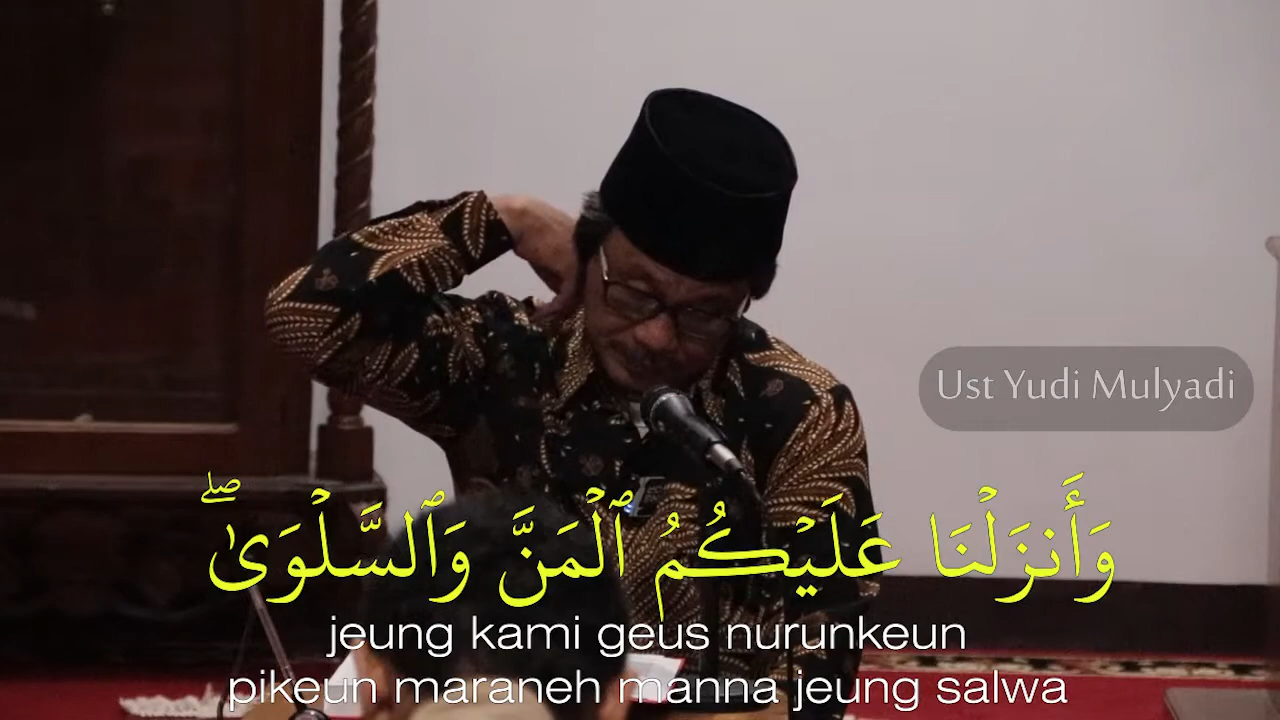 Ust Yudi Mulyadi
وَأَنزَلْنَا عَلَيْكُمُ ٱلْمَنَّ وَٱلسَّلْوَىٰ ۖ
jeung kami geus nurunkeun
pikeun maraneh manna jeung salwa